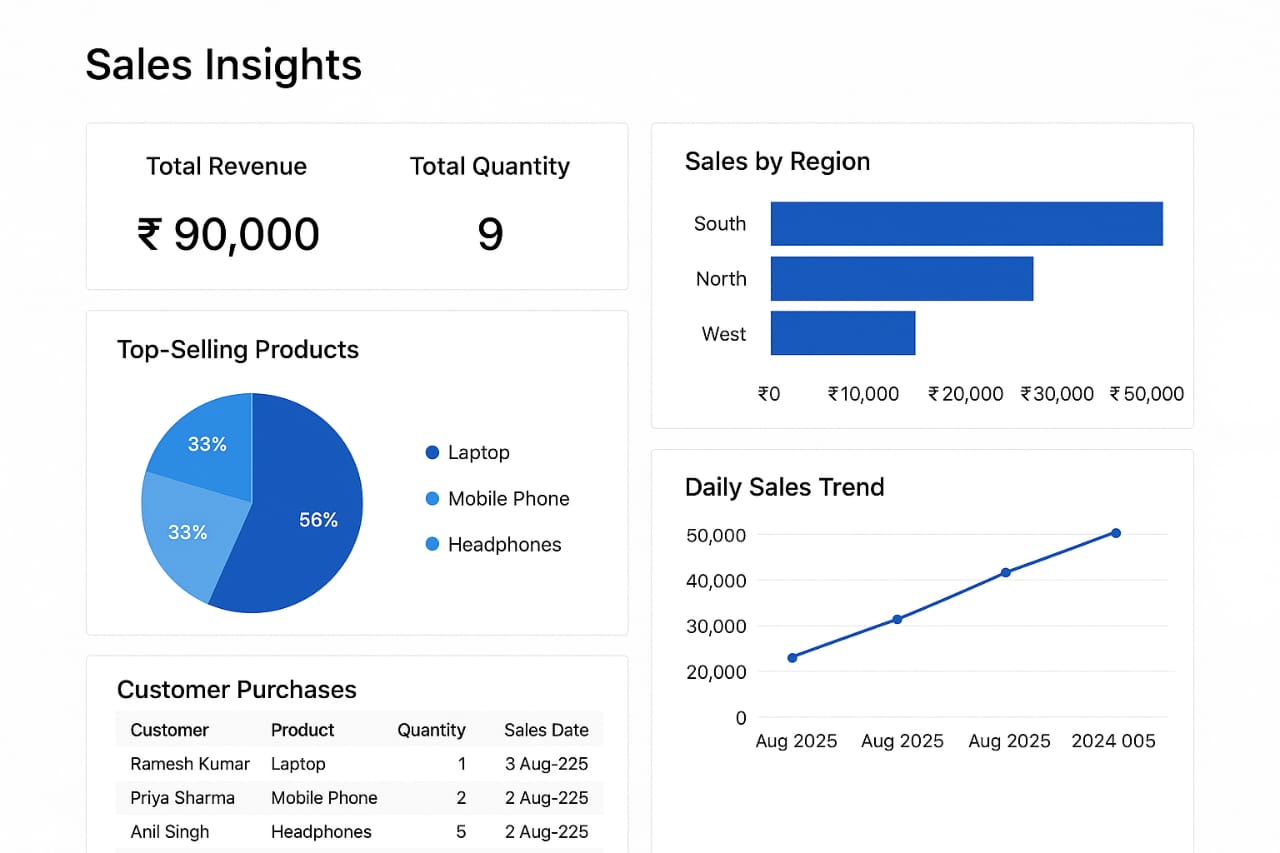 Sales Insights
Total Revenue Total Quantity
₹ 90,000 9
Top-Selling Products
33%
33%
56%
Laptop
Mobile Phone
Headphones
Customer Purchases
Customer Product Quantity Sales Date
Ramesh Kumar Laptop 1 3 Aug-225
Priya Sharma Mobile Phone 2 2 Aug-225
Anil Singh Headphones 5 2 Aug-225
Sales by Region
South
North
West
₹0 ₹10,000 ₹20,000 ₹30,000 ₹50,000
Daily Sales Trend
50,000
40,000
30,000
20,000
0
Aug 2025 Aug 2025 Aug 2025 2024 005